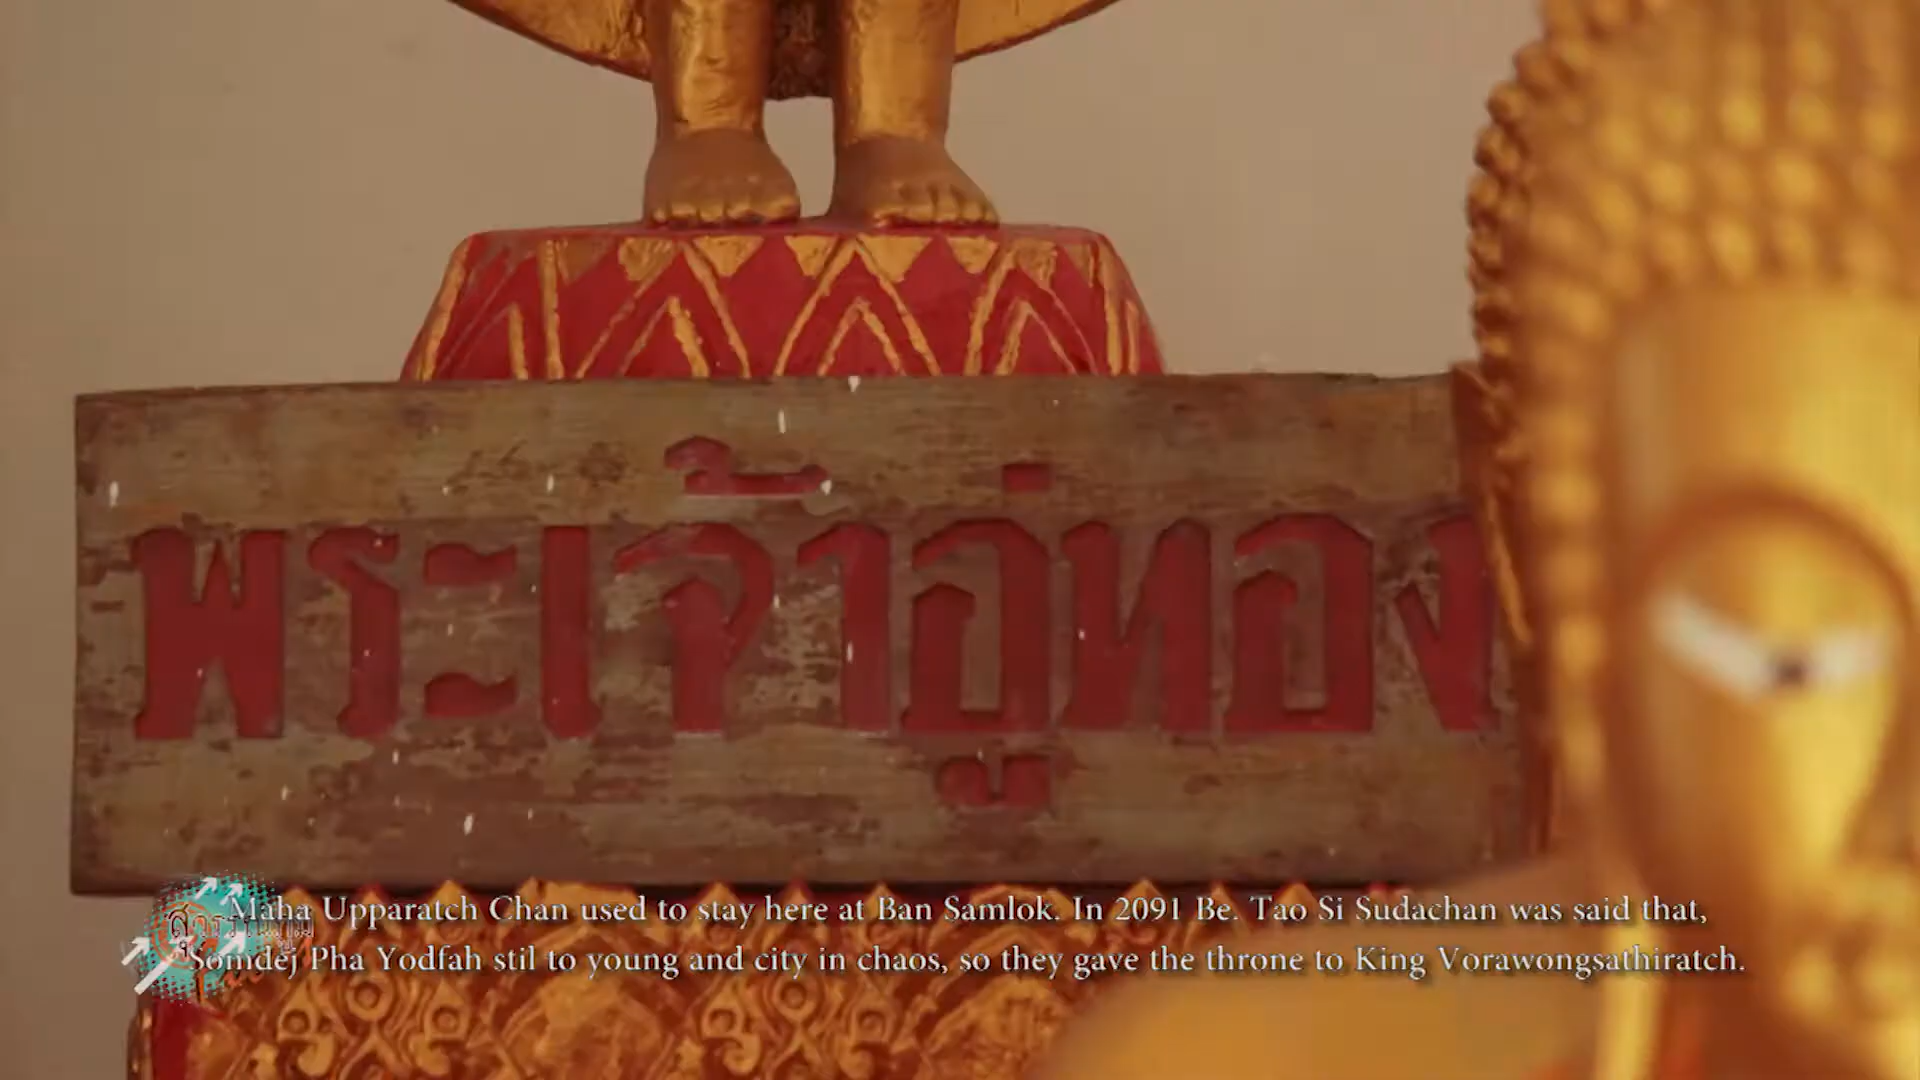 พระเจ้าอู่ทอง
Maha Upparatch Chan used to stay here at Ban Samlok. In 2091 Be. Tao Si Sudachan was said that,
Somdej Pha Yodfah stil to young and city in chaos, so they gave the throne to King Vorawongsathiratch.